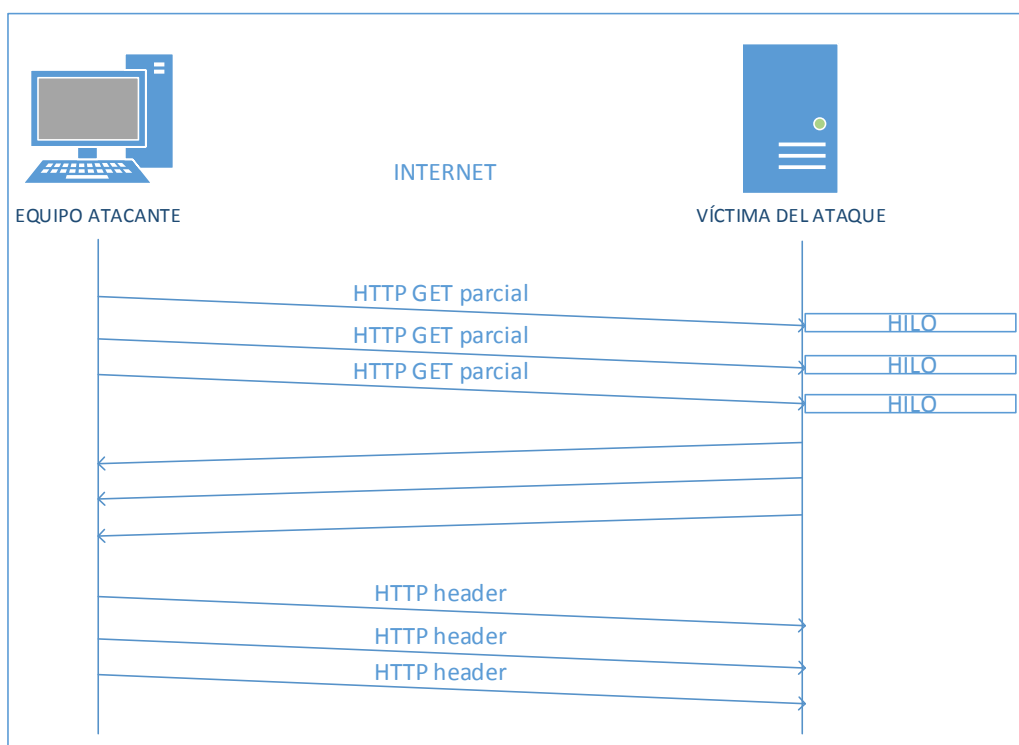 INTERNET
EQUIPO ATACANTE
VÍCTIMA DEL ATAQUE
HTTP GET parcial
HILO
HTTP GET parcial
HILO
HTTP GET parcial
HILO
HTTP header
HTTP header
HTTP header